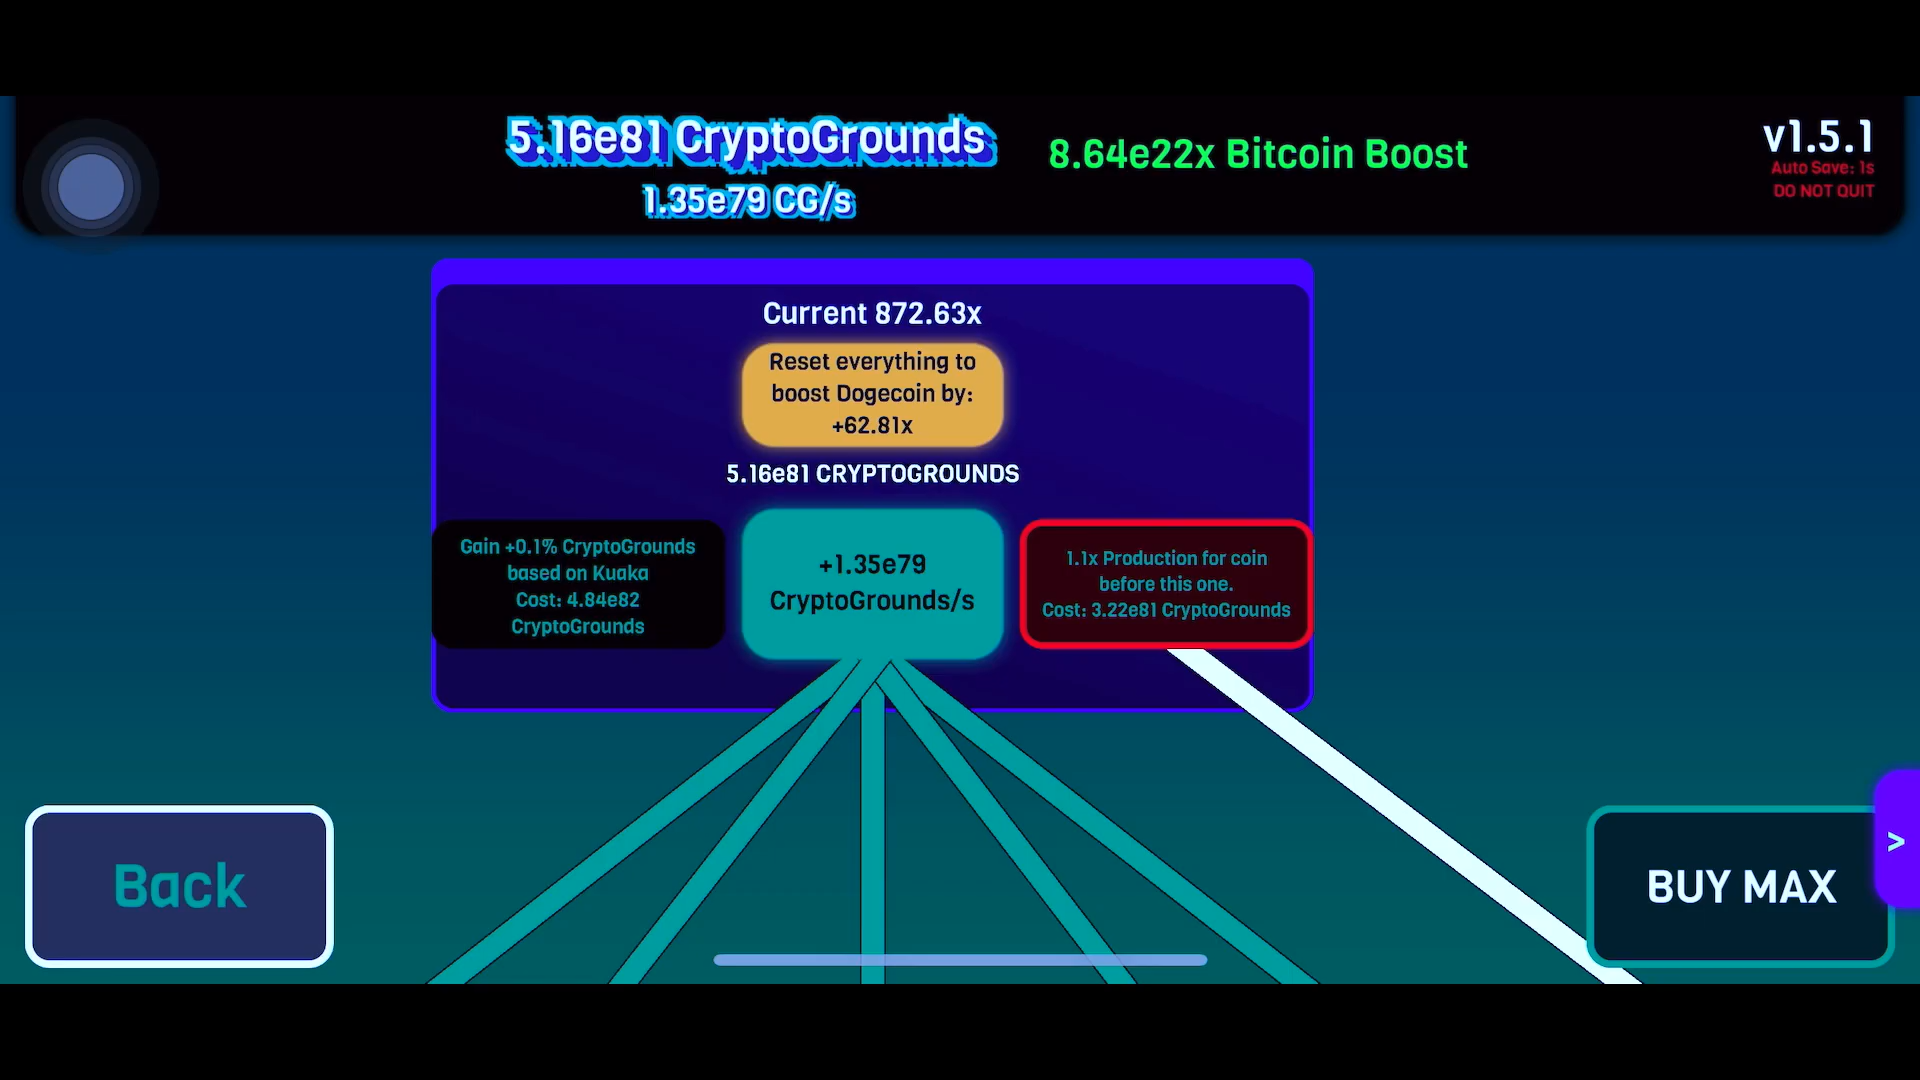 5.16e81 CryptoGrounds
1.35e79 CG/s
8.64e22x Bitcoin Boost
v1.5.1
Auto Save: 1s
DO NOT QUIT
Current 872.63x
Reset everything to
boost Dogecoin by:
+62.81x
5.16e81 CRYPTOGROUNDS
Gain +0.1% CryptoGrounds
based on Kuaka
Cost: 4.84e82
CryptoGrounds
+1.35e79
CryptoGrounds/s
1.1x Production for coin
before this one.
Cost: 3.22e81 CryptoGrounds
Back
BUY MAX
>